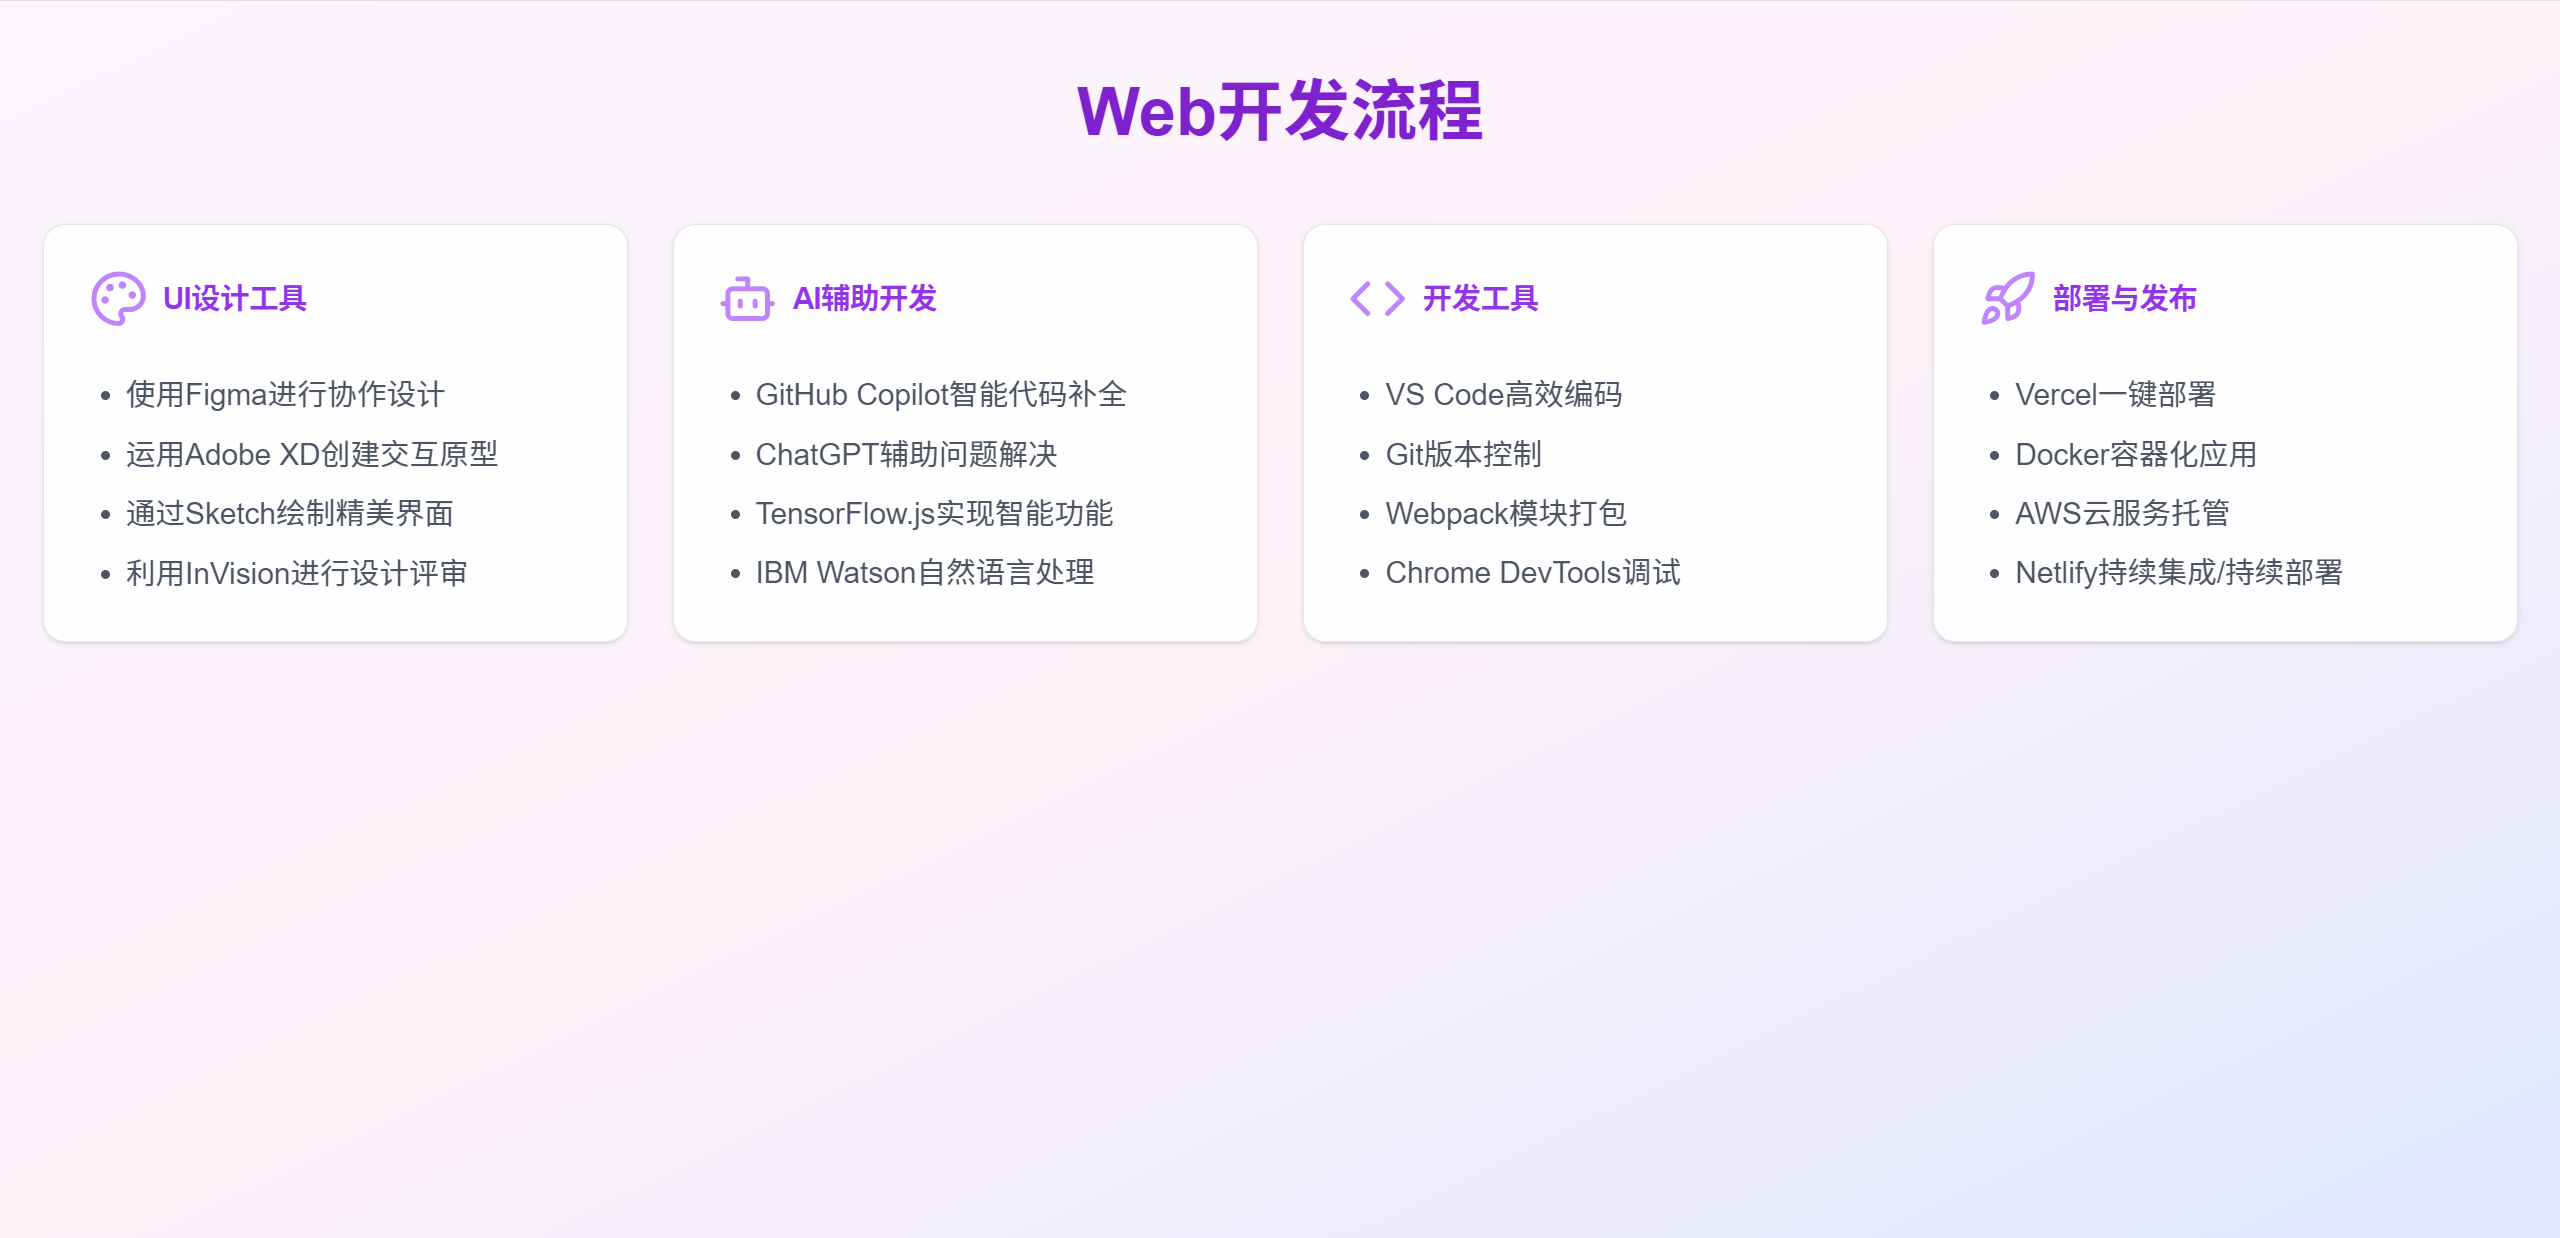 Web开发流程
UI设计工具
使用Figma进行协作设计
运用Adobe XD创建交互原型
通过Sketch绘制精美界面
利用InVision进行设计评审
AI辅助开发
GitHub Copilot智能代码补全
ChatGPT辅助问题解决
TensorFlow.js实现智能功能
IBM Watson自然语言处理
开发工具
VS Code高效编码
Git版本控制
Webpack模块打包
Chrome DevTools调试
部署与发布
Vercel一键部署
Docker容器化应用
AWS云服务托管
Netlify持续集成/持续部署